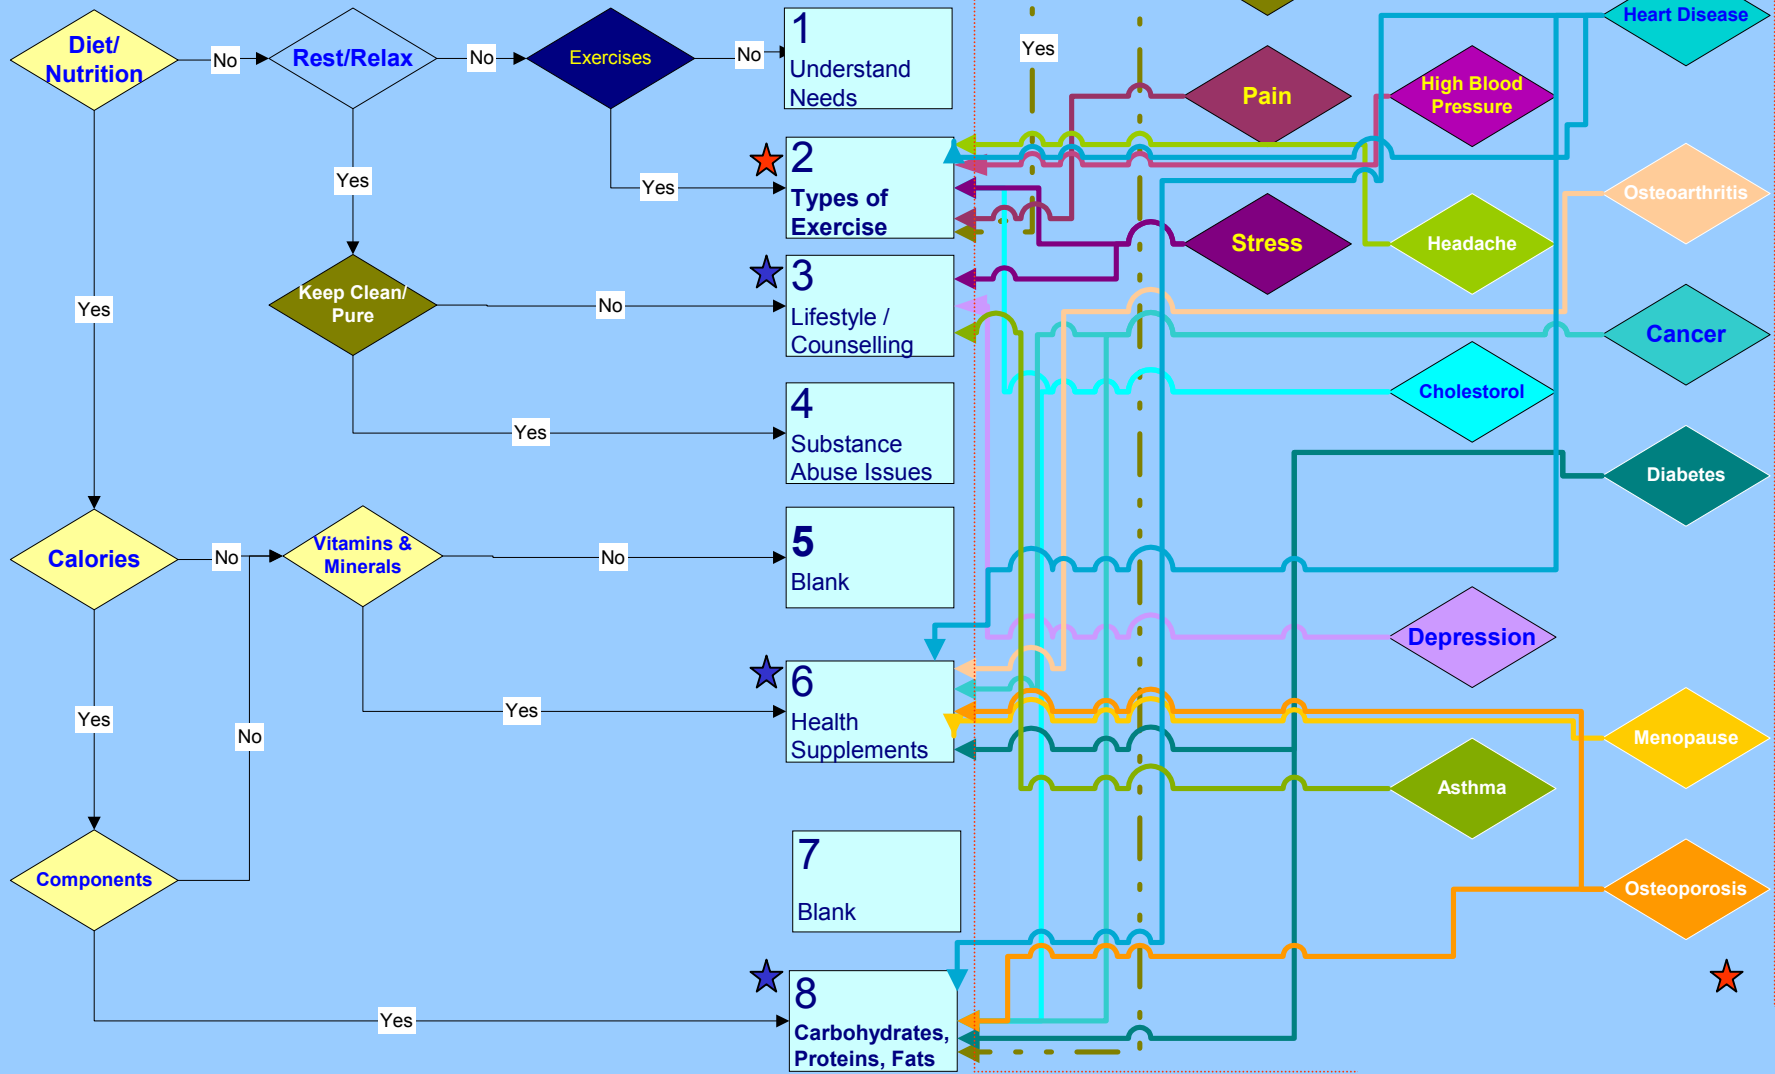 Diet/
Nutrition
No
Rest/Relax
No
Exercises
No
1
Understand
Needs
Yes
Heart Disease
Pain
High Blood
Pressure
Yes
Yes
2
Types of
Exercise
Osteoarthritis
Stress
Headache
Keep Clean/
Pure
No
3
Lifestyle /
Counselling
Yes
Cancer
Cholestorol
Yes
4
Substance
Abuse Issues
Diabetes
Calories
No
Vitamins &
Minerals
No
5
Blank
Depression
Yes
No
Yes
6
Health
Supplements
Menopause
Asthma
Components
7
Blank
Osteoporosis
Yes
8
Carbohydrates,
Proteins, Fats